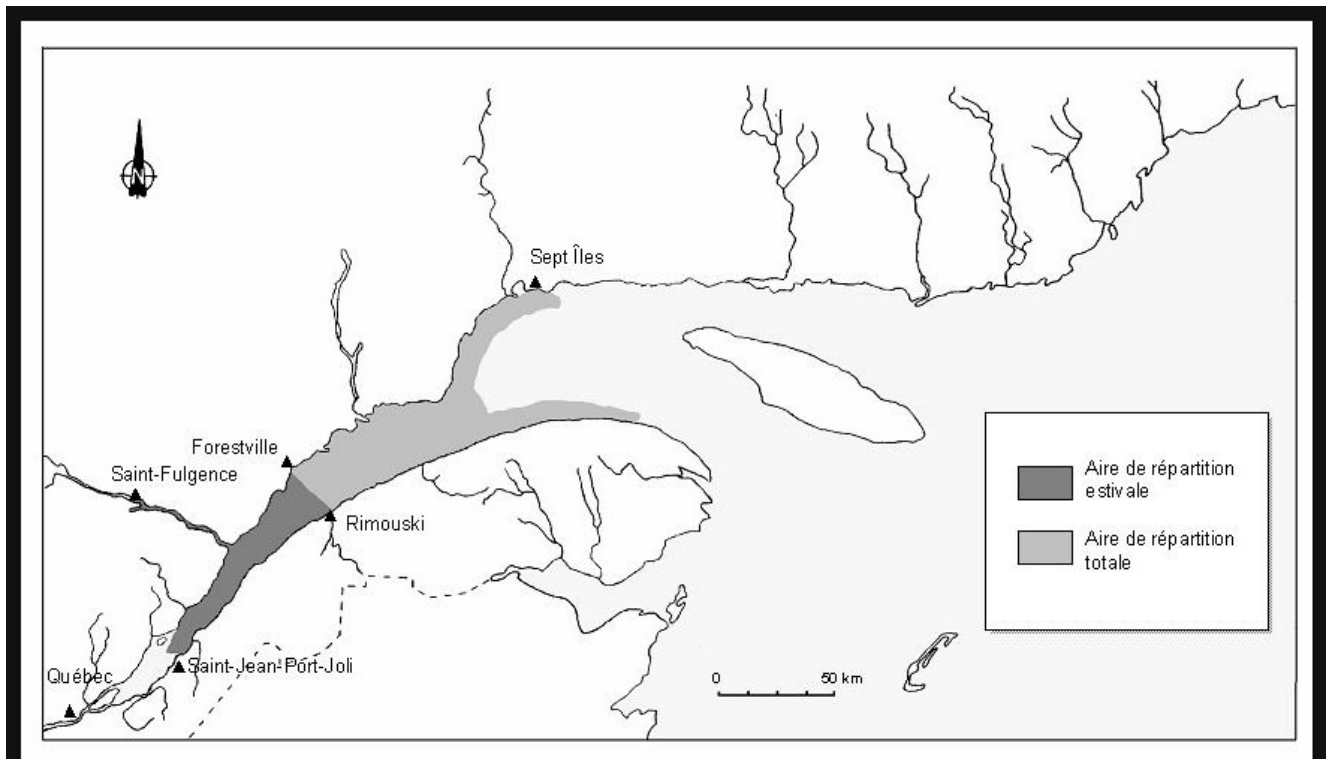 N
Sept Îles
Forestville
Saint-Fulgence
Rimouski
Aire de répartition
estivale
Aire de répartition
totale
Saint-Jean-Port-Joli
Québec
0 50 km